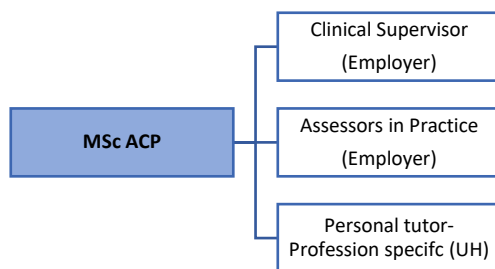 MSc ACP
Clinical Supervisor
(Employer)
Assessors in Practice
(Employer)
Personal tutor-
Profession specifc (UH)